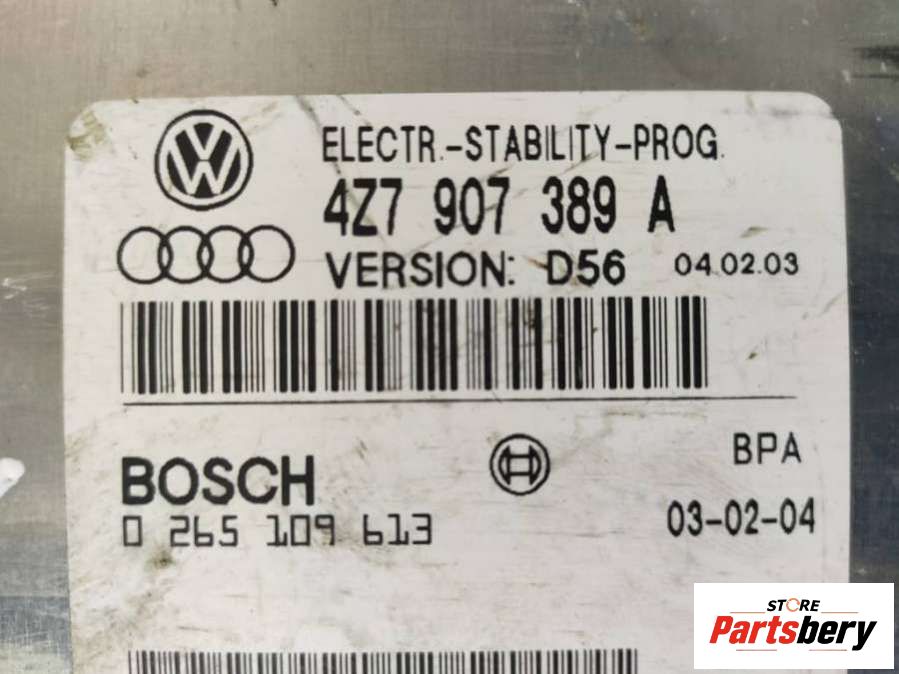 ELECTR.-STABILITY-PROG.
4Z7 907 389 A
VERSION: D56 04.02.03
BOSCH
BPA
0 265 109 613
03-02-04
STORE
Partsbery